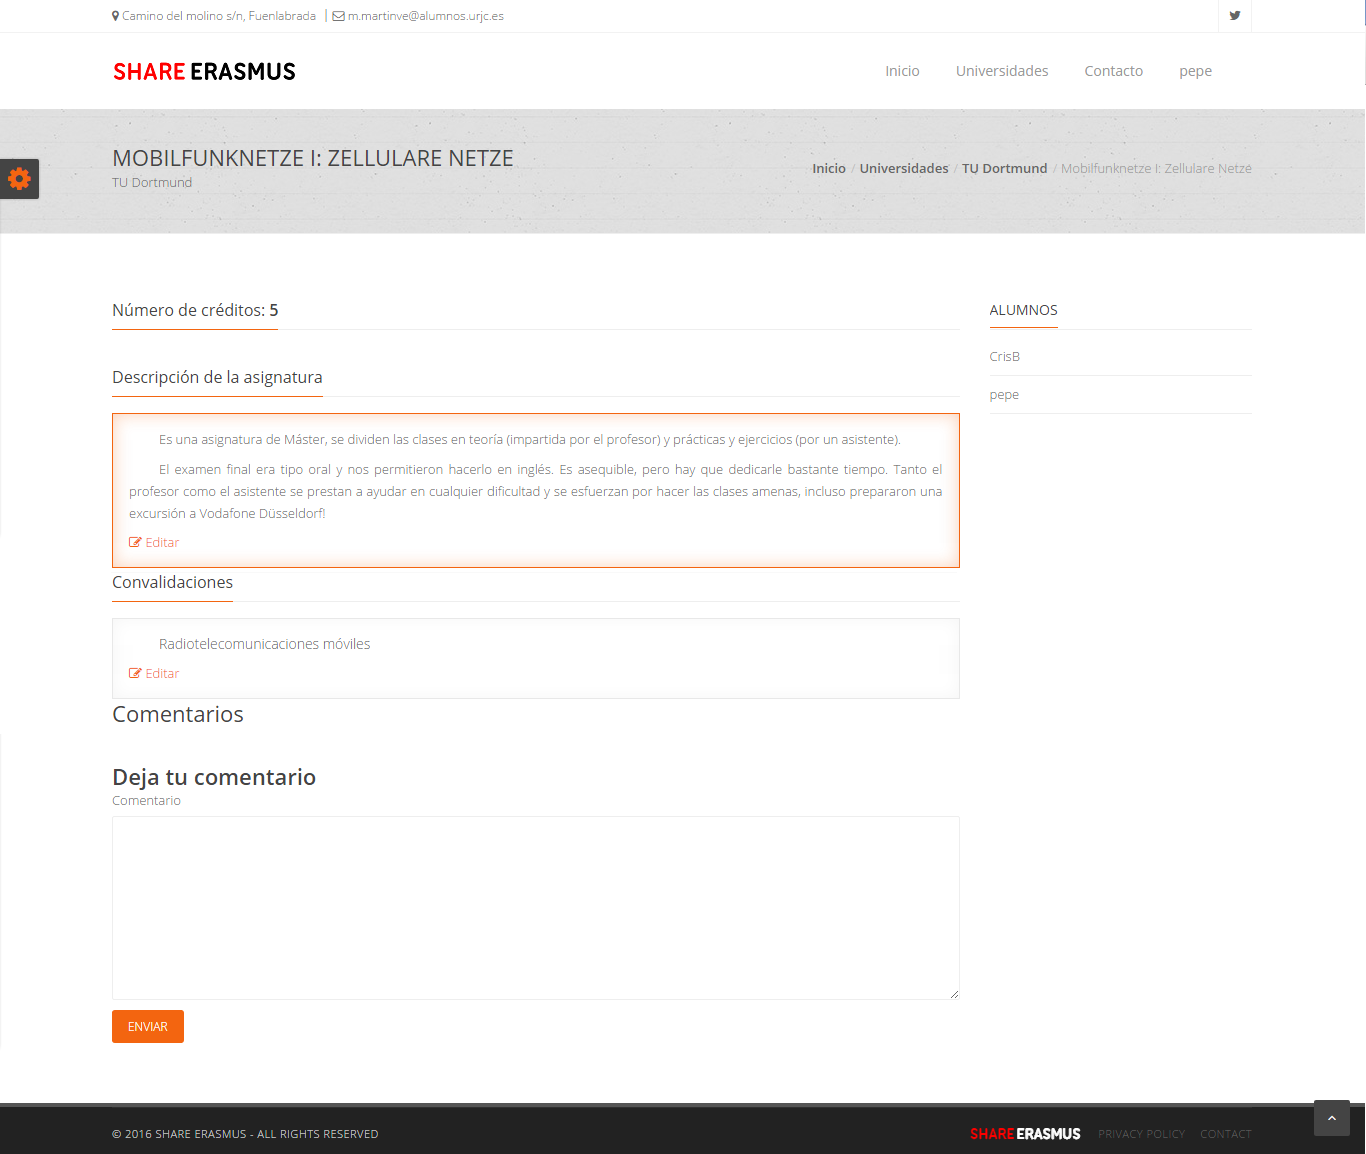 Camino del molino s/n, Fuenlabrada | m.martinve@alumnos.urjc.es
SHARE ERASMUS
Inicio Universidades Contacto pepe
MOBILFUNKNETZE I: ZELLULARE NETZE
TU Dortmund
Inicio / Universidades / TU Dortmund / Mobilfunknetze I: Zellulare Netze
Número de créditos: 5
ALUMNOS
CrisB
pepe
Descripción de la asignatura
Es una asignatura de Máster, se dividen las clases en teoría (impartida por el profesor) y prácticas y ejercicios (por un asistente).
El examen final era tipo oral y nos permitieron hacerlo en inglés. Es asequible, pero hay que dedicarle bastante tiempo. Tanto el
profesor como el asistente se prestan a ayudar en cualquier dificultad y se esfuerzan por hacer las clases amenas, incluso prepararon una
excursión a Vodafone Düsseldorf!
Editar
Convalidaciones
Radiotelecomunicaciones móviles
Editar
Comentarios
Deja tu comentario
Comentario
ENVIAR
© 2016 SHARE ERASMUS - ALL RIGHTS RESERVED
SHARE ERASMUS PRIVACY POLICY CONTACT